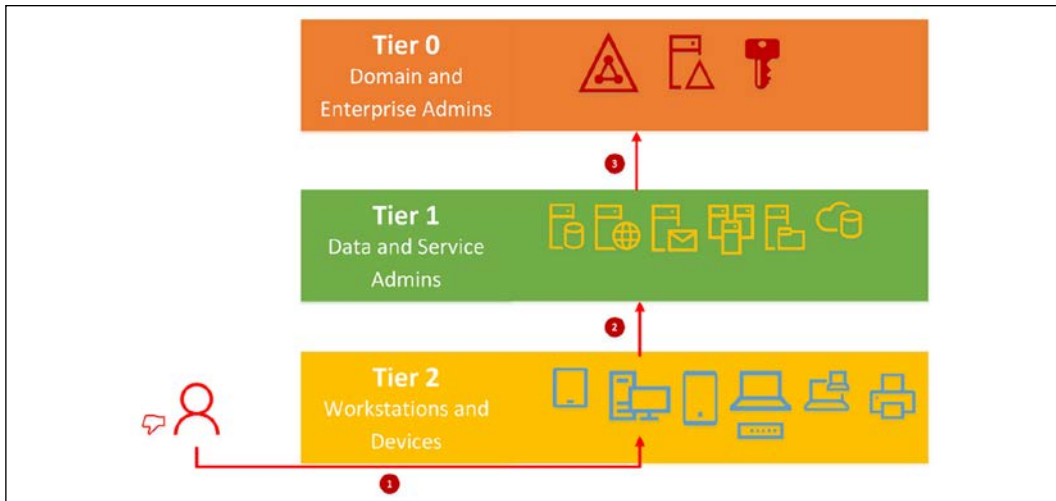 Tier 0
Domain and
Enterprise Admins
3
Tier 1
Data and Service
Admins
2
Tier 2
Workstations and
Devices
1